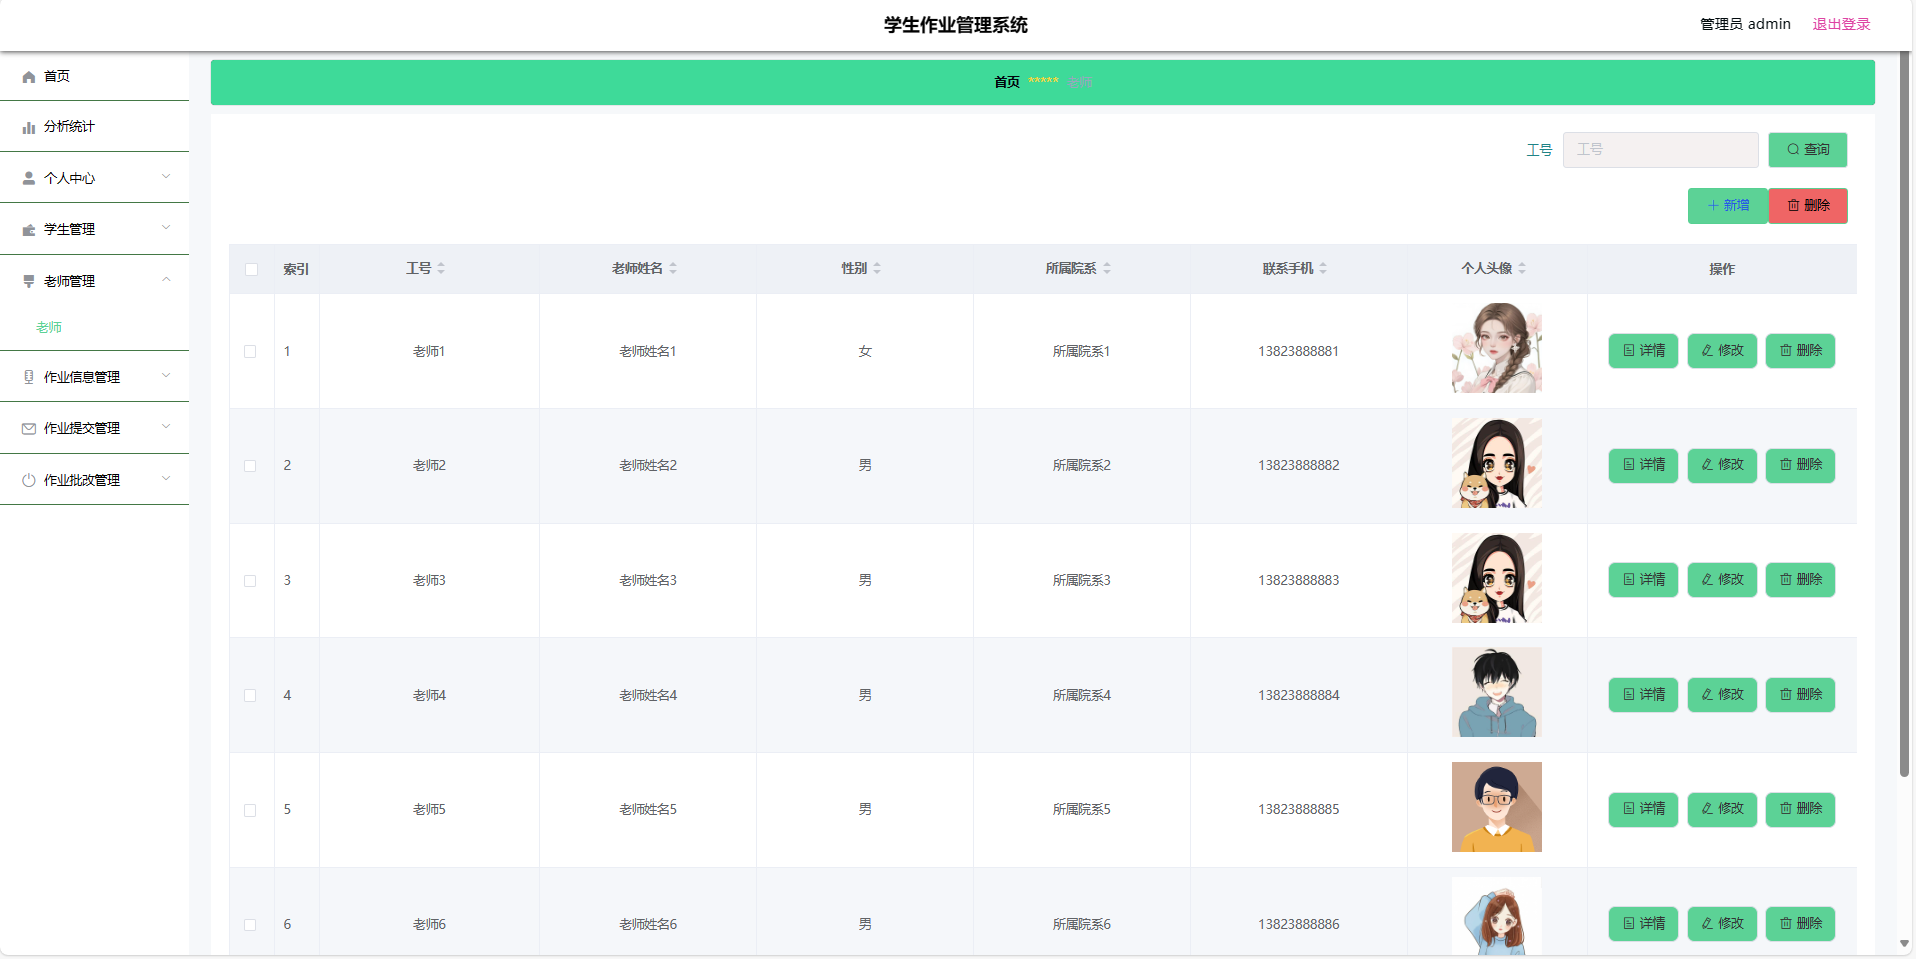 学生作业管理系统
管理员 admin 退出登录
首页
分析统计
个人中心
学生管理
老师管理
老师
作业信息管理
作业提交管理
作业批改管理
首页 ***** 老师
工号 工号 查询
新增 删除
索引 工号 老师姓名 性别 所属院系 联系手机 个人头像 操作
1 老师1 老师姓名1 女 所属院系1 13823888881 详情 修改 删除
2 老师2 老师姓名2 男 所属院系2 13823888882 详情 修改 删除
3 老师3 老师姓名3 男 所属院系3 13823888883 详情 修改 删除
4 老师4 老师姓名4 男 所属院系4 13823888884 详情 修改 删除
5 老师5 老师姓名5 男 所属院系5 13823888885 详情 修改 删除
6 老师6 老师姓名6 男 所属院系6 13823888886 详情 修改 删除